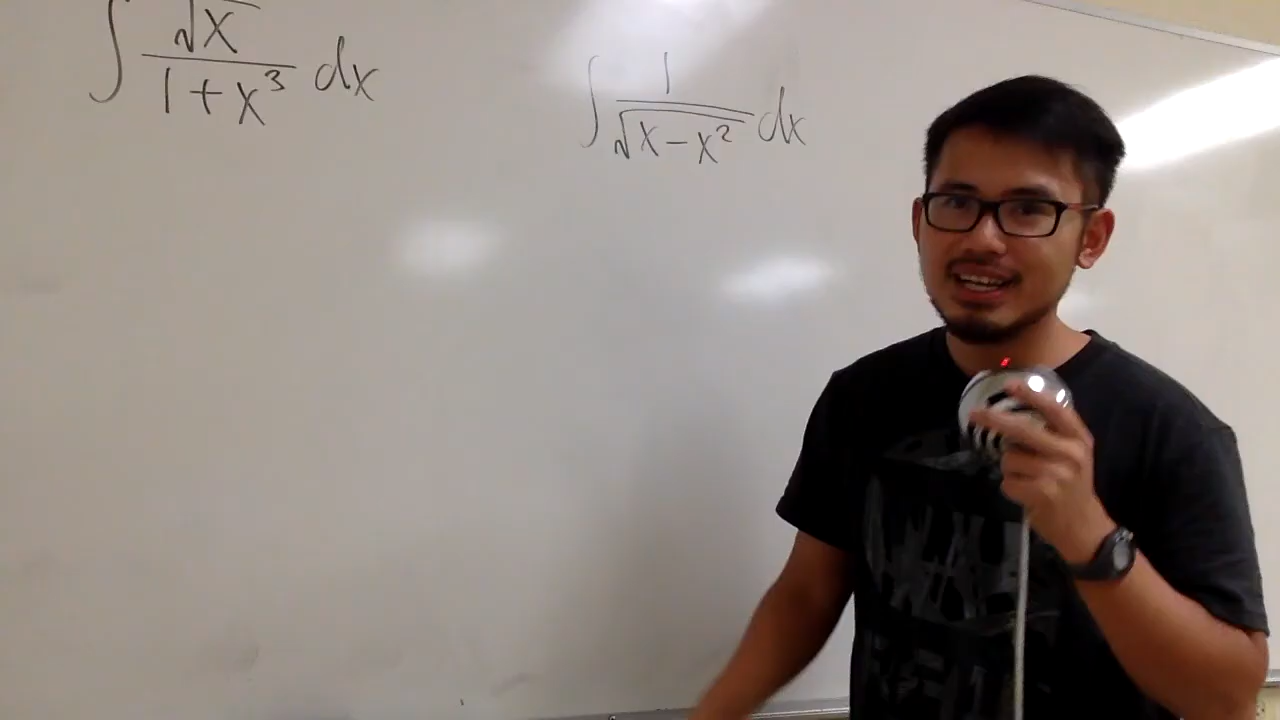 ∫ √x / (1 + x³) dx
∫ 1 / √(x − x²) dx